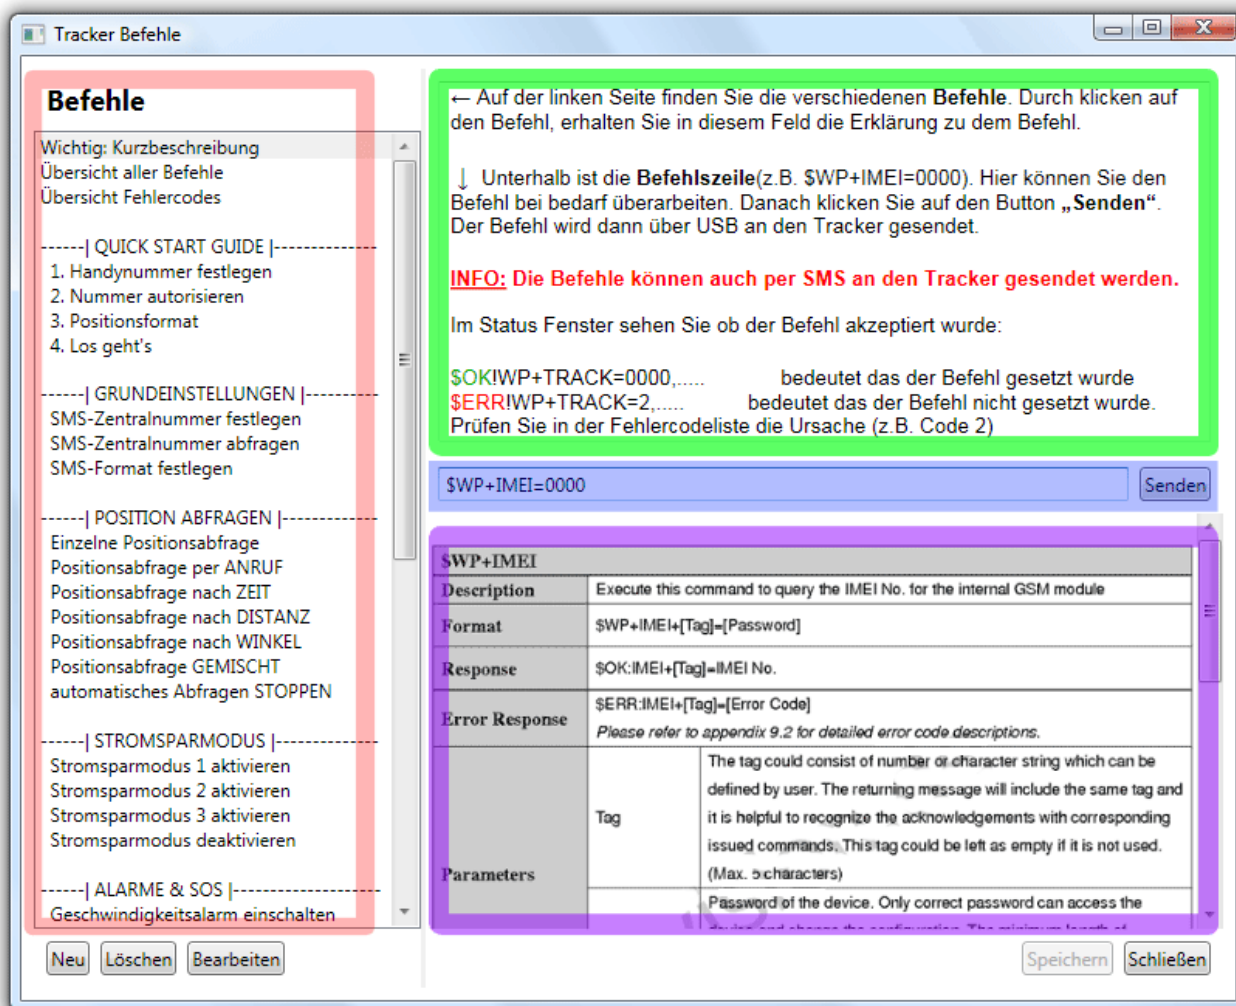 Tracker Befehle
Befehle
Wichtig: Kurzbeschreibung
Übersicht aller Befehle
Übersicht Fehlercodes
------| QUICK START GUIDE |--------------
1. Handynummer festlegen
2. Nummer autorisieren
3. Positionsformat
4. Los geht's
------| GRUNDEINSTELLUNGEN |----------
SMS-Zentralnummer festlegen
SMS-Zentralnummer abfragen
SMS-Format festlegen
------| POSITION ABFRAGEN |-------------
Einzelne Positionsabfrage
Positionsabfrage per ANRUF
Positionsabfrage nach ZEIT
Positionsabfrage nach DISTANZ
Positionsabfrage nach WINKEL
Positionsabfrage GEMISCHT
automatisches Abfragen STOPPEN
------| STROMSPARMODUS |--------------
Stromsparmodus 1 aktivieren
Stromsparmodus 2 aktivieren
Stromsparmodus 3 aktivieren
Stromsparmodus deaktivieren
------| ALARME & SOS |--------------------
Geschwindigkeitsalarm einschalten
Neu Löschen Bearbeiten
← Auf der linken Seite finden Sie die verschiedenen Befehle. Durch klicken auf
den Befehl, erhalten Sie in diesem Feld die Erklärung zu dem Befehl.
↓ Unterhalb ist die Befehlszeile(z.B. $WP+IMEI=0000). Hier können Sie den
Befehl bei bedarf überarbeiten. Danach klicken Sie auf den Button „Senden“.
Der Befehl wird dann über USB an den Tracker gesendet.
INFO: Die Befehle können auch per SMS an den Tracker gesendet werden.
Im Status Fenster sehen Sie ob der Befehl akzeptiert wurde:
$OK!WP+TRACK=0000,..... bedeutet das der Befehl gesetzt wurde
$ERR!WP+TRACK=2,..... bedeutet das der Befehl nicht gesetzt wurde.
Prüfen Sie in der Fehlercodeliste die Ursache (z.B. Code 2)
$WP+IMEI=0000 Senden
$WP+IMEI
Description Execute this command to query the IMEI No. for the internal GSM module
Format $WP+IMEI+[Tag]=[Password]
Response $OK:IMEI+[Tag]=IMEI No.
Error Response $ERR:IMEI+[Tag]=[Error Code]
Please refer to appendix 9.2 for detailed error code descriptions.
Parameters Tag The tag could consist of number or character string which can be
defined by user. The returning message will include the same tag and
it is helpful to recognize the acknowledgements with corresponding
issued commands. This tag could be left as empty if it is not used.
(Max. 5 characters)
Password of the device. Only correct password can access the
device and change the configuration. The minimum length of
Speichern Schließen